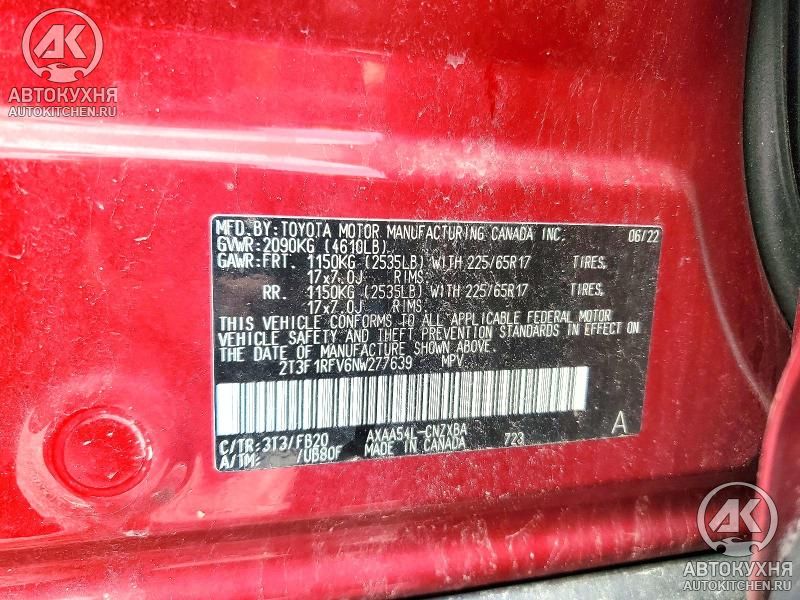 АК
АВТОКУХНЯ
AUTOKITCHEN.RU
MFD. BY: TOYOTA MOTOR MANUFACTURING CANADA INC. 06/22
GVWR: 2090KG (4610LB)
GAWR: FRT. 1150KG (2535LB) WITH 225/65R17 TIRES,
17x7.0J RIMS
RR. 1150KG (2535LB) WITH 225/65R17 TIRES,
17x7.0J RIMS
THIS VEHICLE CONFORMS TO ALL APPLICABLE FEDERAL MOTOR
VEHICLE SAFETY AND THEFT PREVENTION STANDARDS IN EFFECT ON
THE DATE OF MANUFACTURE SHOWN ABOVE.
2T3F1RFV6NW277639 MPV
C/TR: 3T3/FB20 AXAA54L-CNZXBA A
A/TM: /UB80F MADE IN CANADA 723
АК
АВТОКУХНЯ
AUTOKITCHEN.RU